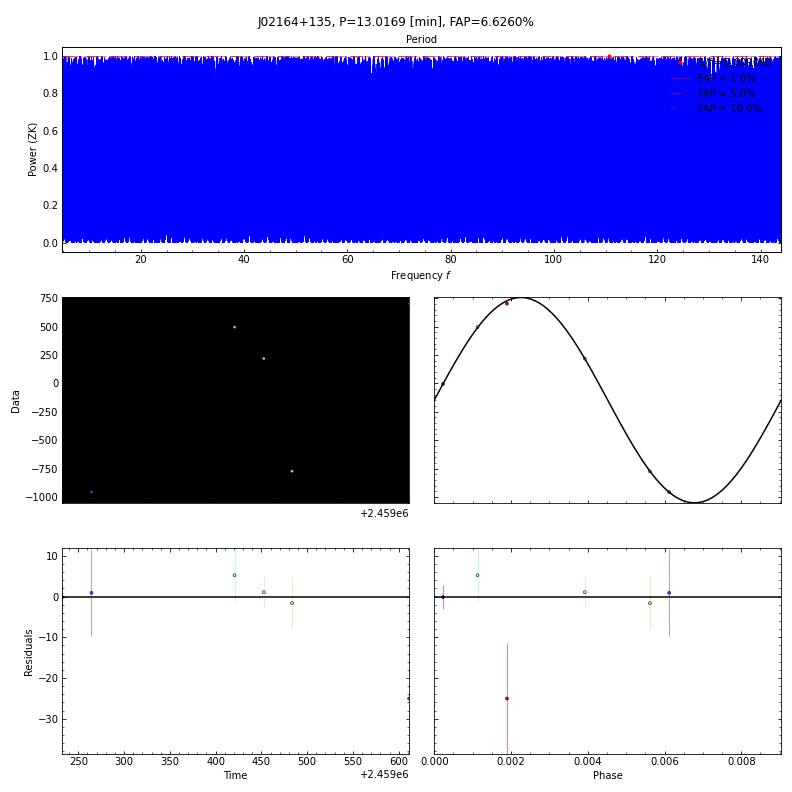 J02164+135, P=13.0169 [min], FAP=6.6260%
Period
1.0
0.8
0.6
0.4
0.2
0.0
Power (ZK)
FAP = 1.0%
FAP = 5.0%
FAP = 10.0%
20 40 60 80 100 120 140
Frequency f
750
500
250
0
−250
−500
−750
−1000
Data
+2.459e6
10
0
−10
−20
−30
Residuals
250 300 350 400 450 500 550 600
Time
+2.459e6
0.000 0.002 0.004 0.006 0.008
Phase